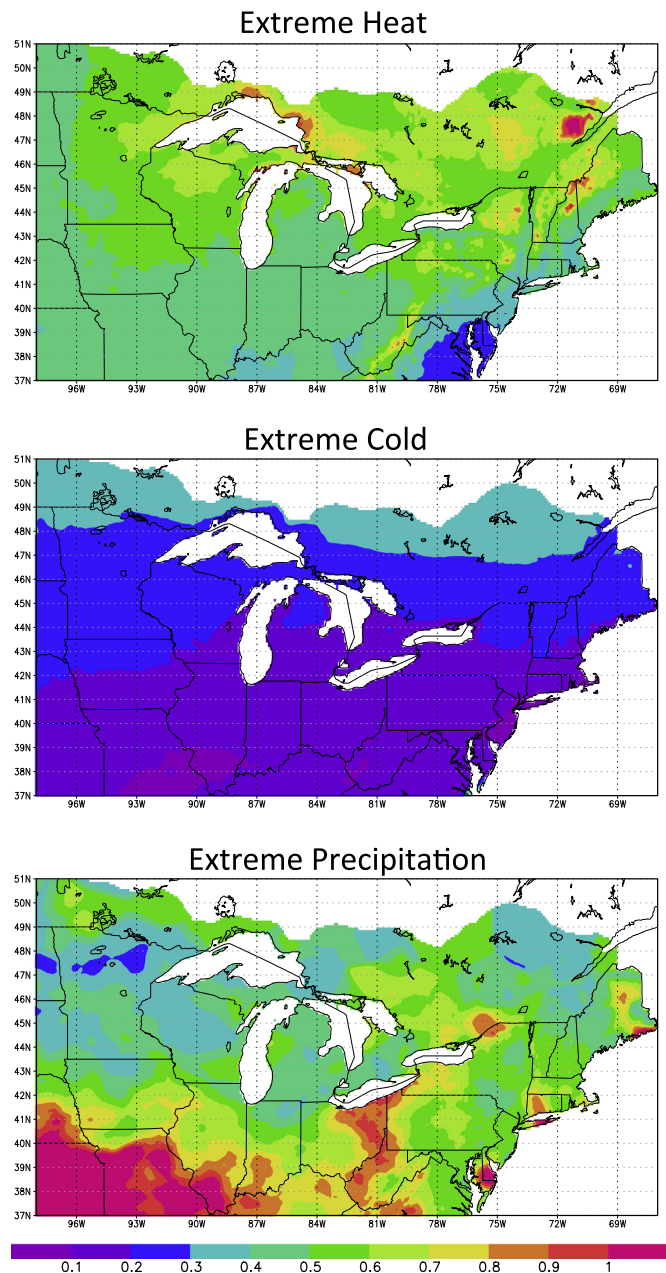 Extreme Heat
51N
50N
49N
48N
47N
46N
45N
44N
43N
42N
41N
40N
39N
38N
37N
96W 93W 90W 87W 84W 81W 78W 75W 72W 69W
Extreme Cold
51N
50N
49N
48N
47N
46N
45N
44N
43N
42N
41N
40N
39N
38N
37N
96W 93W 90W 87W 84W 81W 78W 75W 72W 69W
Extreme Precipitation
51N
50N
49N
48N
47N
46N
45N
44N
43N
42N
41N
40N
39N
38N
37N
96W 93W 90W 87W 84W 81W 78W 75W 72W 69W
0.1 0.2 0.3 0.4 0.5 0.6 0.7 0.8 0.9 1